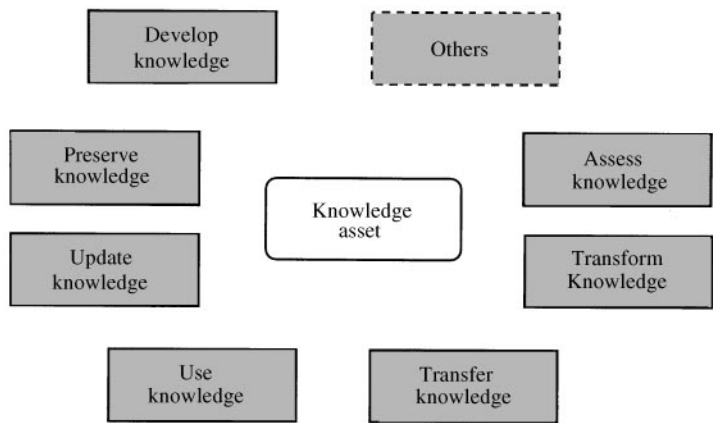 Develop
knowledge
Others
Preserve
knowledge
Assess
knowledge
Knowledge
asset
Update
knowledge
Transform
Knowledge
Use
knowledge
Transfer
knowledge